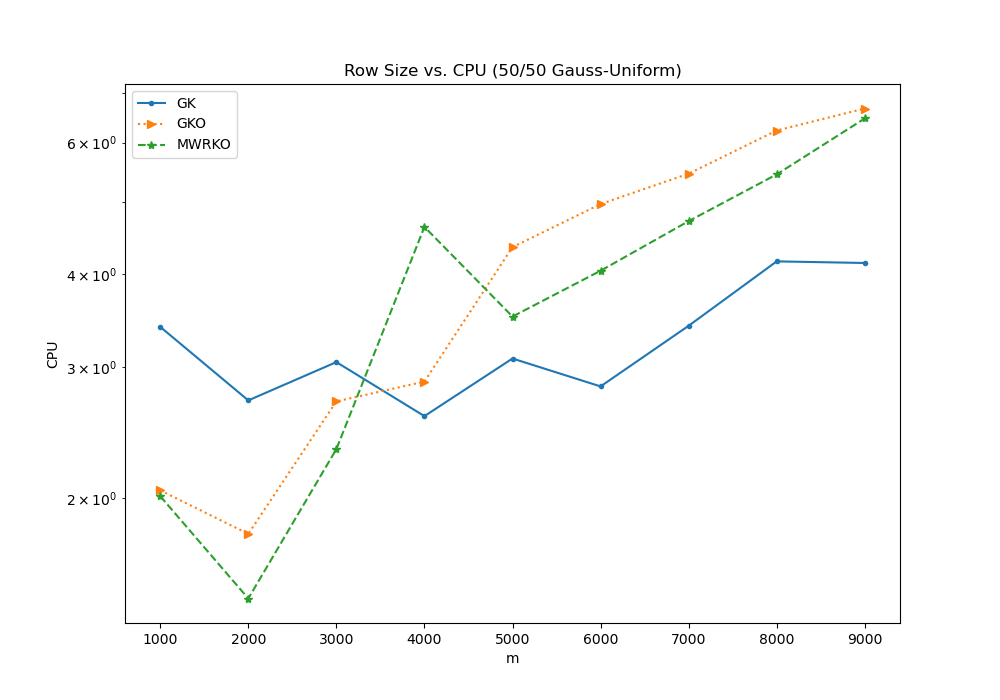 Row Size vs. CPU (50/50 Gauss-Uniform)
GK
GKO
MWRKO
6 × 10⁰
4 × 10⁰
3 × 10⁰
2 × 10⁰
CPU
1000 2000 3000 4000 5000 6000 7000 8000 9000
m